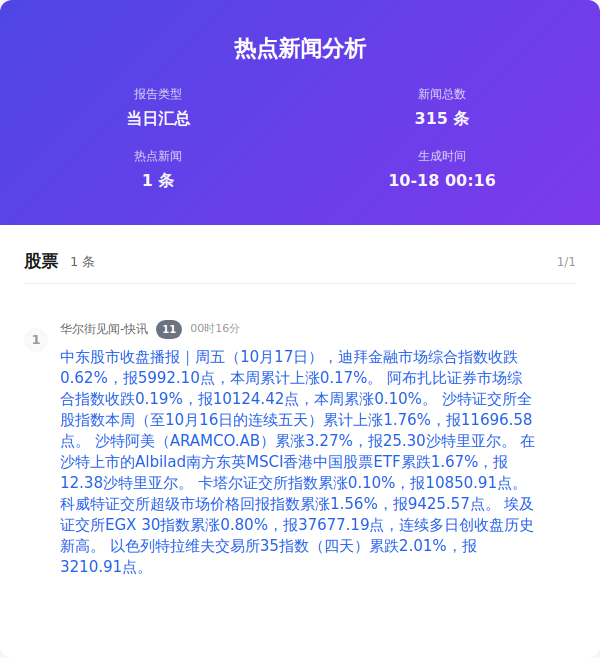 热点新闻分析
报告类型
新闻总数
当日汇总
315 条
热点新闻
生成时间
1 条
10-18 00:16
股票 1 条 1/1
1
华尔街见闻-快讯 11 00时16分
中东股市收盘播报｜周五（10月17日），迪拜金融市场综合指数收跌
0.62%，报5992.10点，本周累计上涨0.17%。 阿布扎比证券市场综
合指数收跌0.19%，报10124.42点，本周累涨0.10%。 沙特证交所全
股指数本周（至10月16日的连续五天）累计上涨1.76%，报11696.58
点。 沙特阿美（ARAMCO.AB）累涨3.27%，报25.30沙特里亚尔。 在
沙特上市的Albilad南方东英MSCI香港中国股票ETF累跌1.67%，报
12.38沙特里亚尔。 卡塔尔证交所指数累涨0.10%，报10850.91点。
科威特证交所超级市场价格回报指数累涨1.56%，报9425.57点。 埃及
证交所EGX 30指数累涨0.80%，报37677.19点，连续多日创收盘历史
新高。 以色列特拉维夫交易所35指数（四天）累跌2.01%，报
3210.91点。